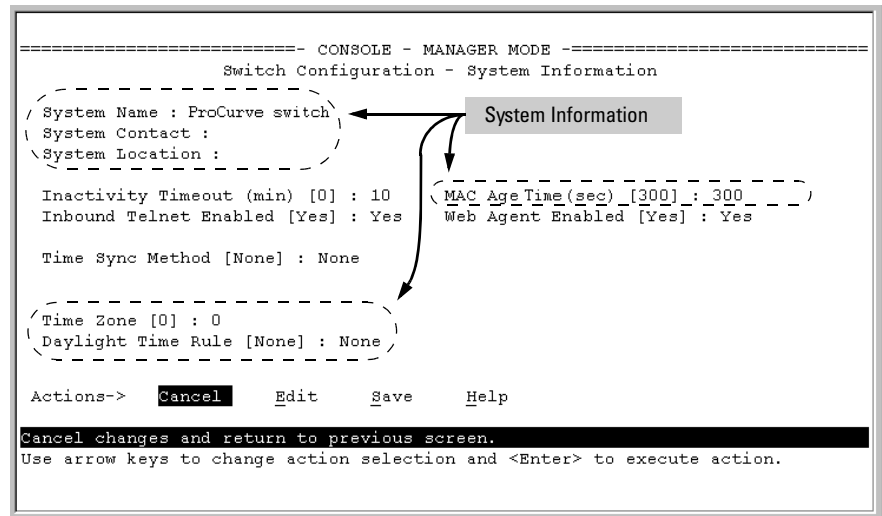 ==========================- CONSOLE - MANAGER MODE -============================
Switch Configuration - System Information
System Name : ProCurve switch
System Information
System Contact :
System Location :
Inactivity Timeout (min) [0] : 10    MAC Age Time(sec) [300] : 300
Inbound Telnet Enabled [Yes] : Yes    Web Agent Enabled [Yes] : Yes
Time Sync Method [None] : None
Time Zone [0] : 0
Daylight Time Rule [None] : None
Actions->    Cancel    Edit    Save    Help
Cancel changes and return to previous screen.
Use arrow keys to change action selection and <Enter> to execute action.